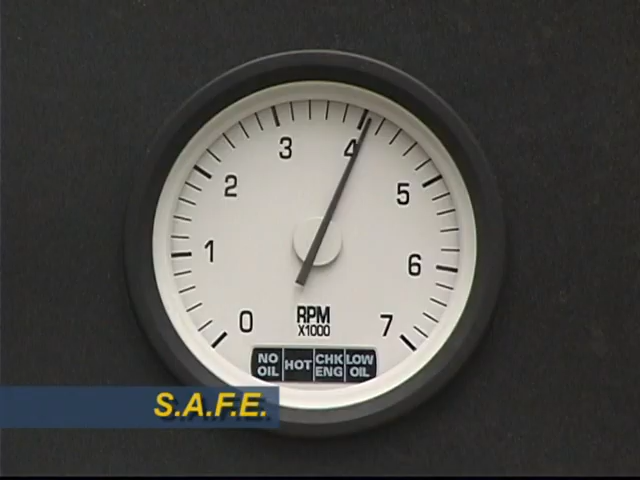 3
4
2
5
1
6
0
RPM
X1000
7
NO OIL
HOT
CHK ENG
LOW OIL
S.A.F.E.